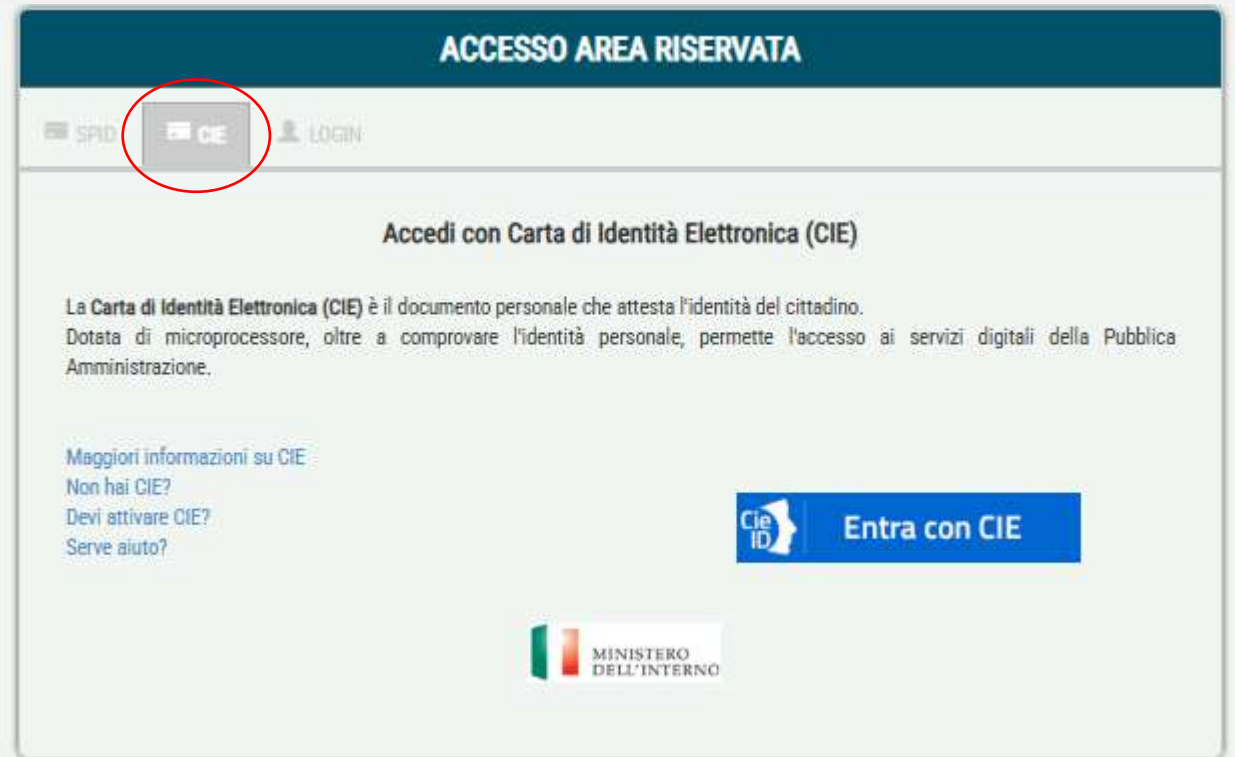 ACCESSO AREA RISERVATA
SPID CIE LOGIN
Accedi con Carta di Identità Elettronica (CIE)
La Carta di Identità Elettronica (CIE) è il documento personale che attesta l'identità del cittadino.
Dotata di microprocessore, oltre a comprovare l'identità personale, permette l'accesso ai servizi digitali della Pubblica
Amministrazione.
Maggiori informazioni su CIE
Non hai CIE?
Devi attivare CIE?
Serve aiuto?
Cie
ID
Entra con CIE
MINISTERO
DELL'INTERNO